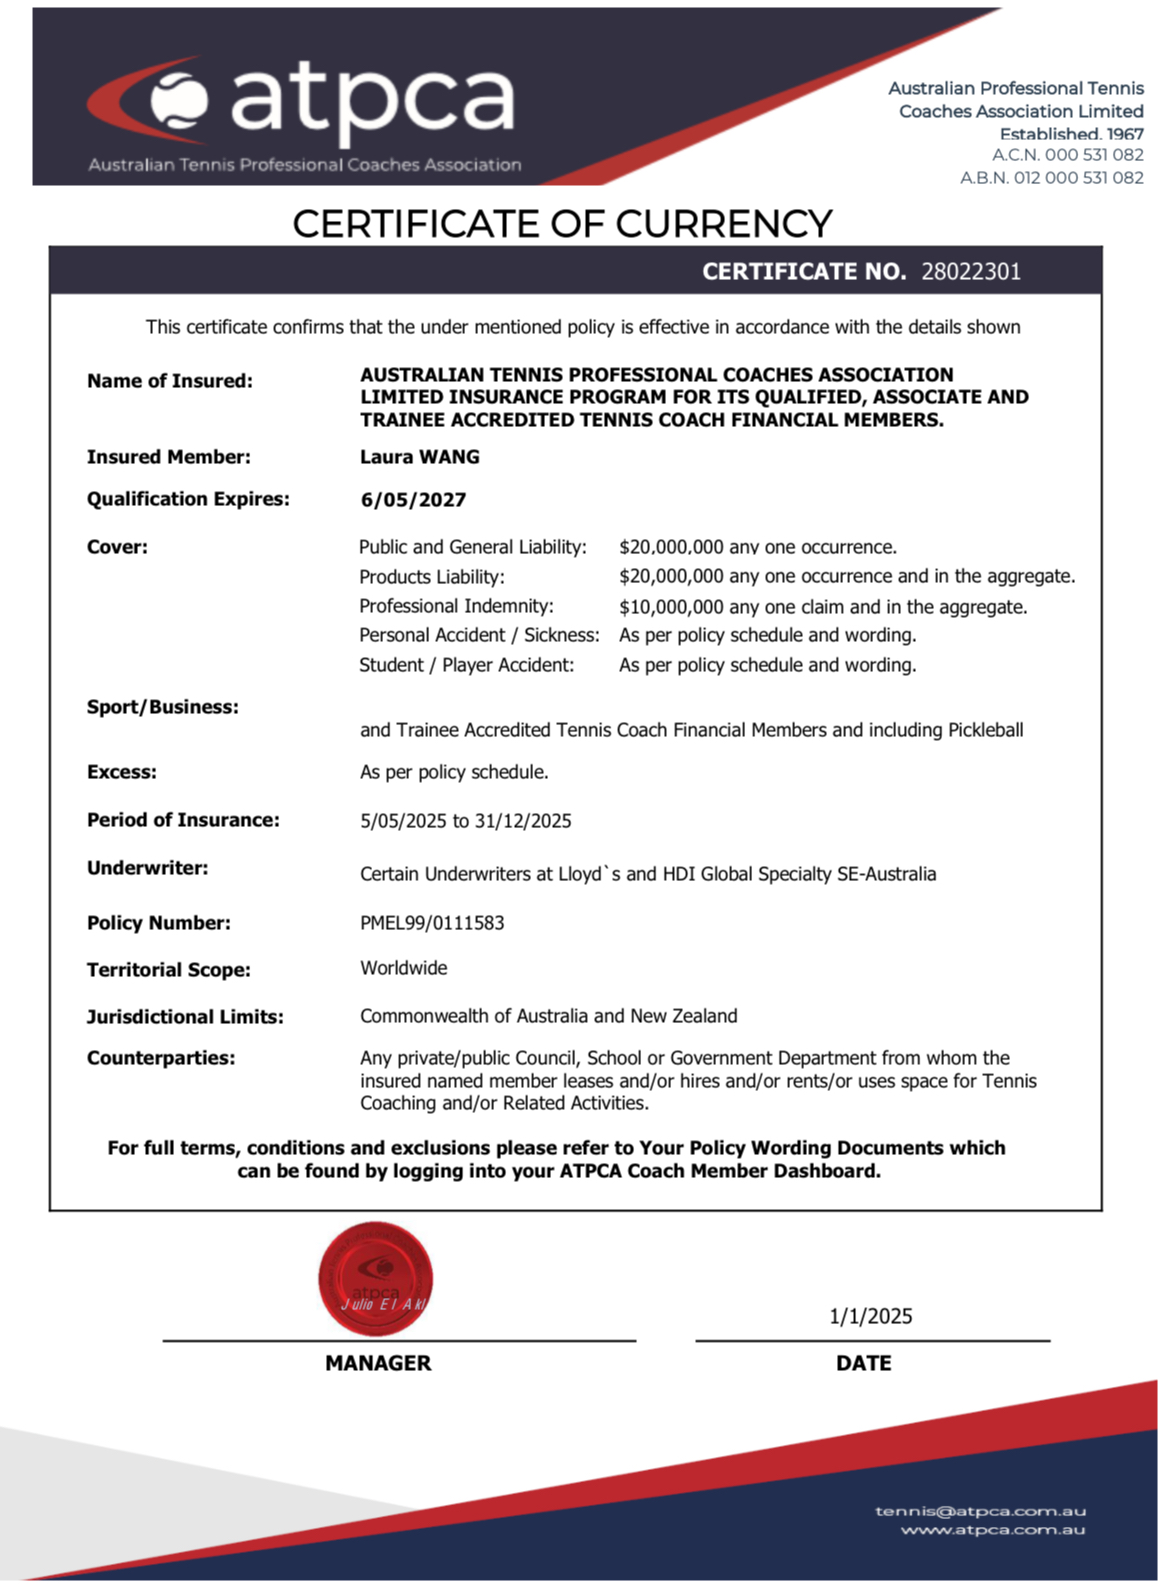 atpca
Australian Tennis Professional Coaches Association
Australian Professional Tennis
Coaches Association Limited
Established. 1967
A.C.N. 000 531 082
A.B.N. 012 000 531 082
CERTIFICATE OF CURRENCY
CERTIFICATE NO. 28022301
This certificate confirms that the under mentioned policy is effective in accordance with the details shown
Name of Insured: AUSTRALIAN TENNIS PROFESSIONAL COACHES ASSOCIATION
LIMITED INSURANCE PROGRAM FOR ITS QUALIFIED, ASSOCIATE AND
TRAINEE ACCREDITED TENNIS COACH FINANCIAL MEMBERS.
Insured Member: Laura WANG
Qualification Expires: 6/05/2027
Cover: Public and General Liability: $20,000,000 any one occurrence.
Products Liability: $20,000,000 any one occurrence and in the aggregate.
Professional Indemnity: $10,000,000 any one claim and in the aggregate.
Personal Accident / Sickness: As per policy schedule and wording.
Student / Player Accident: As per policy schedule and wording.
Sport/Business:
and Trainee Accredited Tennis Coach Financial Members and including Pickleball
Excess: As per policy schedule.
Period of Insurance: 5/05/2025 to 31/12/2025
Underwriter: Certain Underwriters at Lloyd`s and HDI Global Specialty SE-Australia
Policy Number: PMEL99/0111583
Territorial Scope: Worldwide
Jurisdictional Limits: Commonwealth of Australia and New Zealand
Counterparties: Any private/public Council, School or Government Department from whom the
insured named member leases and/or hires and/or rents/or uses space for Tennis
Coaching and/or Related Activities.
For full terms, conditions and exclusions please refer to Your Policy Wording Documents which
can be found by logging into your ATPCA Coach Member Dashboard.
atpca
Julio El Akl
1/1/2025
MANAGER
DATE
tennis@atpca.com.au
www.atpca.com.au